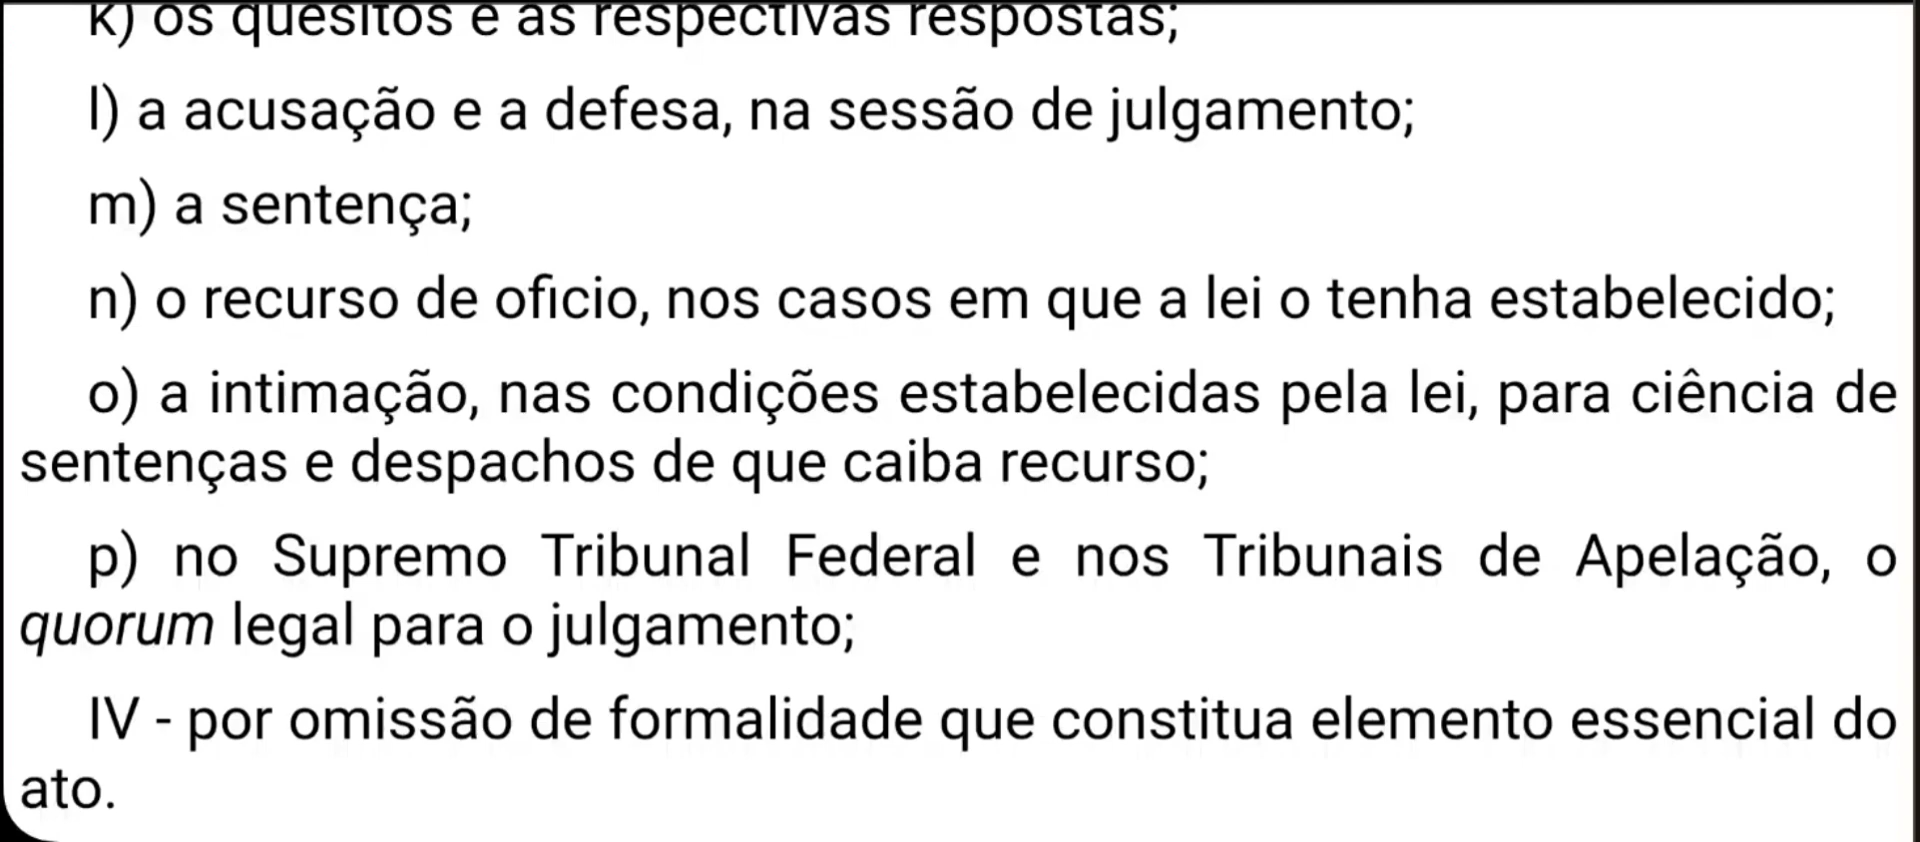 k) os quesitos e as respectivas respostas;
l) a acusação e a defesa, na sessão de julgamento;
m) a sentença;
n) o recurso de oficio, nos casos em que a lei o tenha estabelecido;
o) a intimação, nas condições estabelecidas pela lei, para ciência de
sentenças e despachos de que caiba recurso;
p) no Supremo Tribunal Federal e nos Tribunais de Apelação, o
quorum legal para o julgamento;
IV - por omissão de formalidade que constitua elemento essencial do
ato.